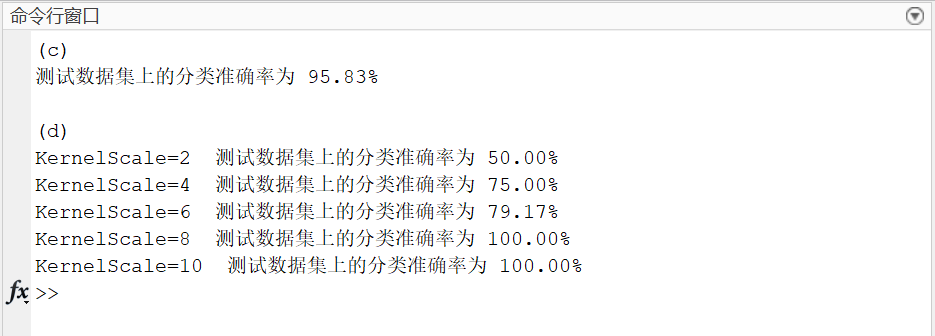 命令行窗口
(c)
测试数据集上的分类准确率为 95.83%
(d)
KernelScale=2  测试数据集上的分类准确率为 50.00%
KernelScale=4  测试数据集上的分类准确率为 75.00%
KernelScale=6  测试数据集上的分类准确率为 79.17%
KernelScale=8  测试数据集上的分类准确率为 100.00%
KernelScale=10  测试数据集上的分类准确率为 100.00%
fx >>